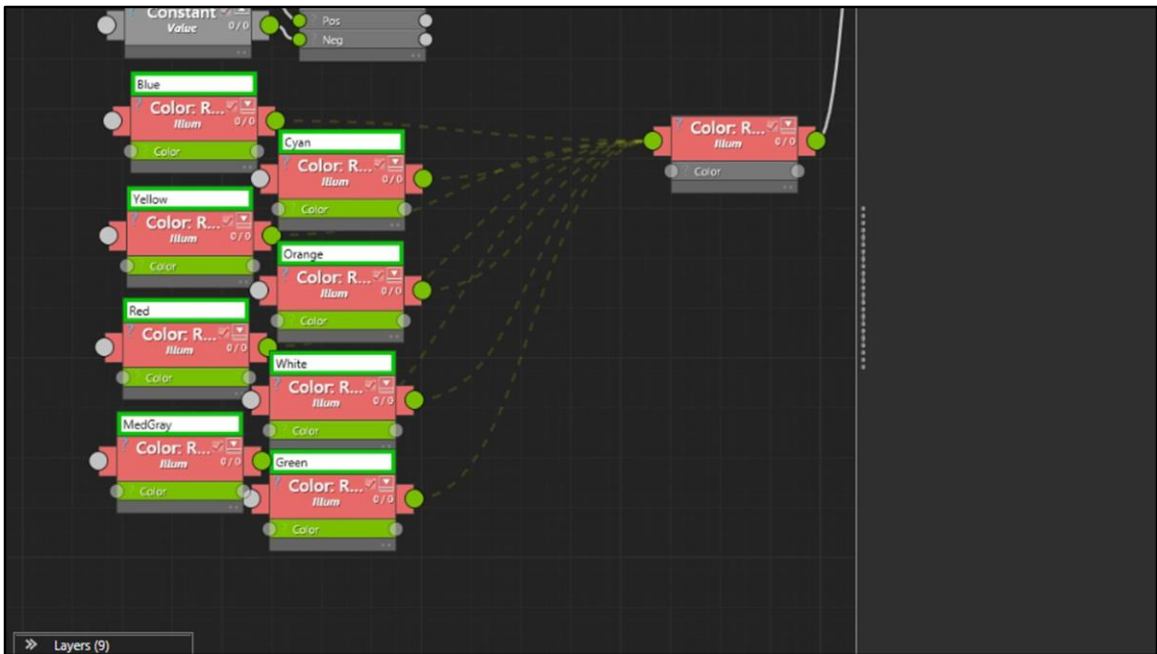 Constant
Value
0/0
Pos
Neg
Blue
Color: R...
Illum
0/0
Color
Cyan
Color: R...
Illum
0/0
Color
Color: R...
Illum
0/0
Color
Yellow
Color: R...
Illum
0/0
Color
Orange
Color: R...
Illum
0/0
Color
Red
Color: R...
Illum
0/0
Color
White
Color: R...
Illum
0/0
Color
MedGray
Color: R...
Illum
0/0
Color
Green
Color: R...
Illum
0/0
Color
Layers (9)